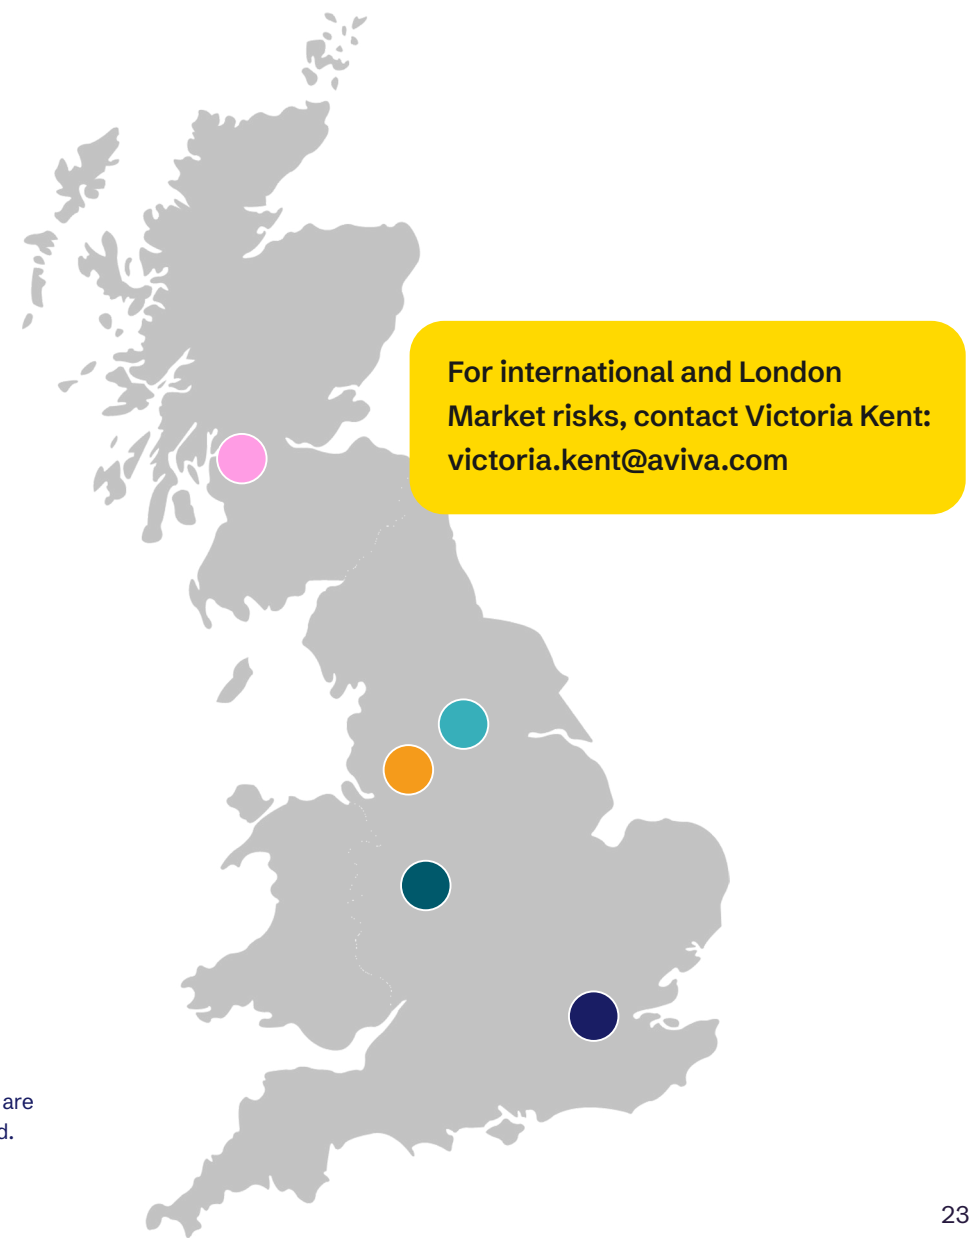 For international and London
Market risks, contact Victoria Kent:
victoria.kent@aviva.com
are
d.
23